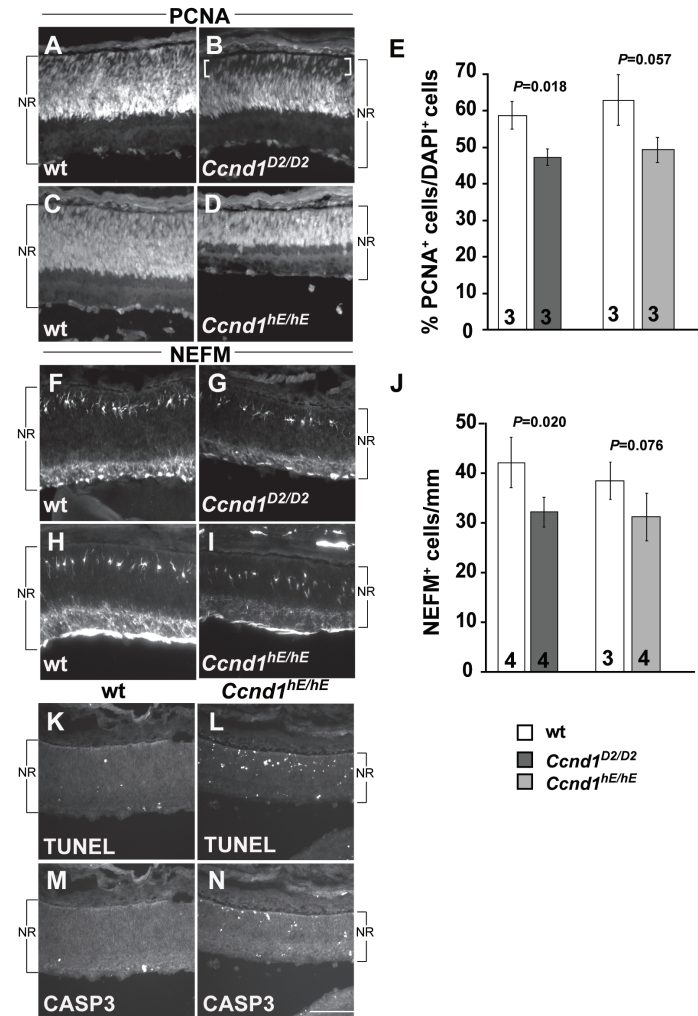 PCNA
A
B
NR
NR
wt
Ccnd1D2/D2
C
D
NR
NR
wt
Ccnd1hE/hE
NEFM
F
G
NR
NR
wt
Ccnd1D2/D2
H
I
NR
NR
wt
Ccnd1hE/hE
wt Ccnd1hE/hE
K
L
NR
NR
TUNEL
TUNEL
M
N
NR
NR
CASP3
CASP3
E
% PCNA+ cells/DAPI+ cells
70
60
50
40
30
20
10
0
P=0.018
P=0.057
3 3 3 3
J
NEFM+ cells/mm
50
40
30
20
10
0
P=0.020
P=0.076
4 4 3 4
wt
Ccnd1D2/D2
Ccnd1hE/hE